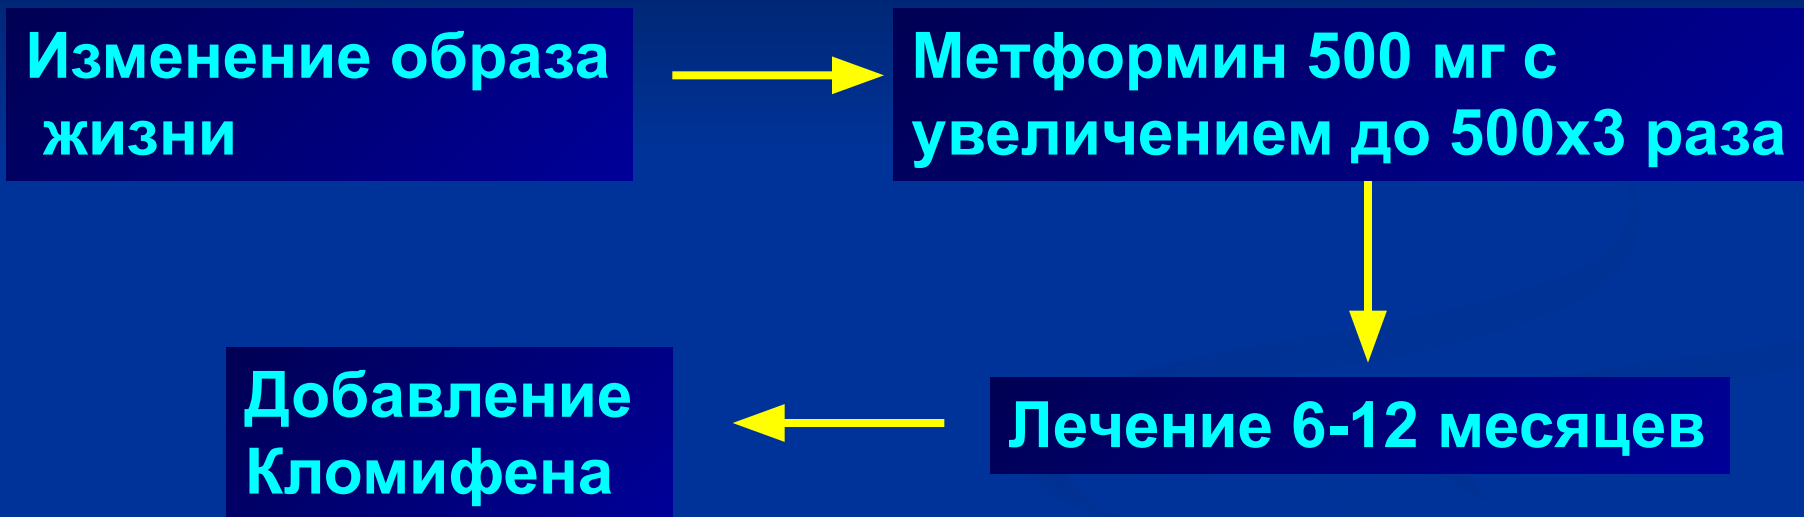 Изменение образа
жизни
Метформин 500 мг с
увеличением до 500х3 раза
Лечение 6-12 месяцев
Добавление
Кломифена